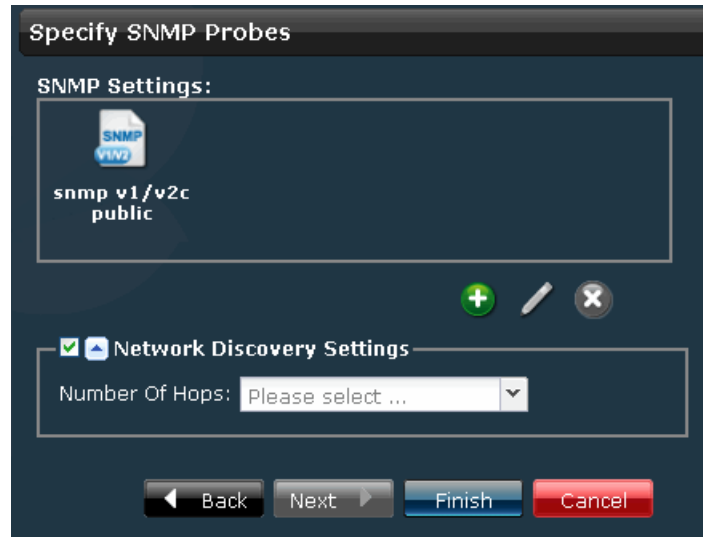 Specify SNMP Probes
SNMP Settings:
SNMP
V1/V2
snmp v1/v2c
public
Network Discovery Settings
Number Of Hops: Please select ...
Back Next Finish Cancel